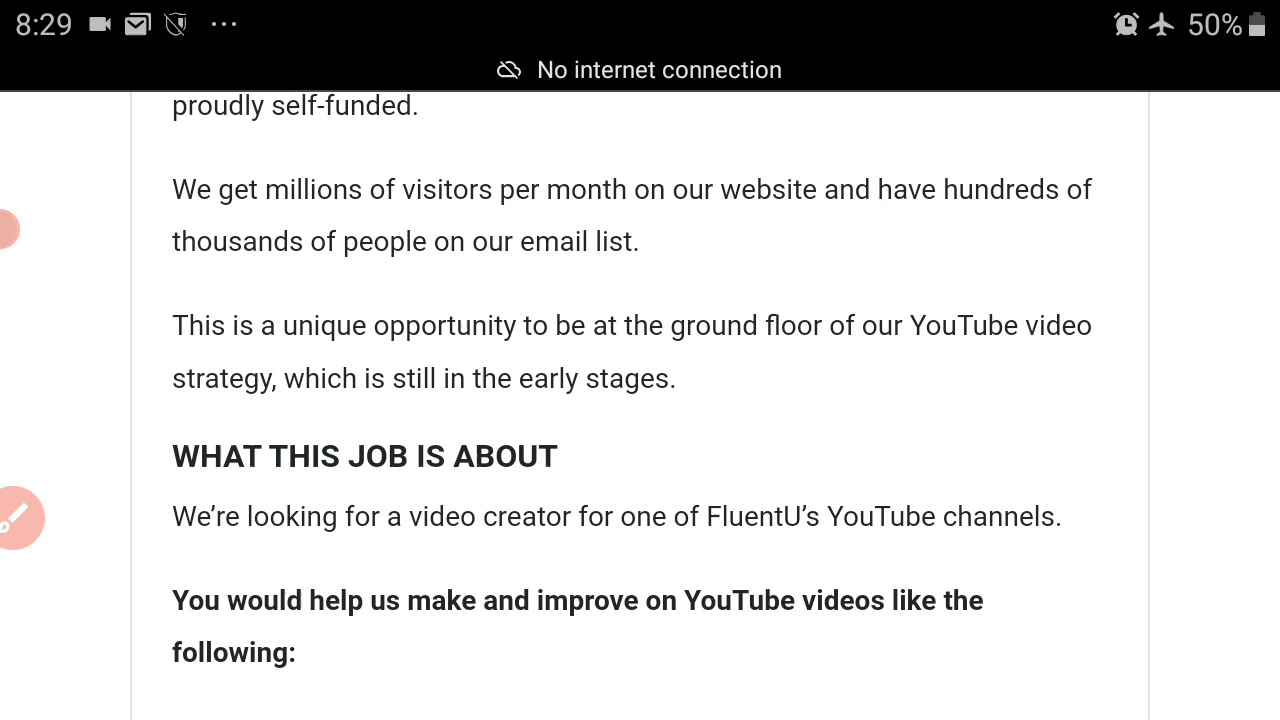 8:29
50%
No internet connection
proudly self-funded.
We get millions of visitors per month on our website and have hundreds of
thousands of people on our email list.
This is a unique opportunity to be at the ground floor of our YouTube video
strategy, which is still in the early stages.
WHAT THIS JOB IS ABOUT
We’re looking for a video creator for one of FluentU’s YouTube channels.
You would help us make and improve on YouTube videos like the
following: